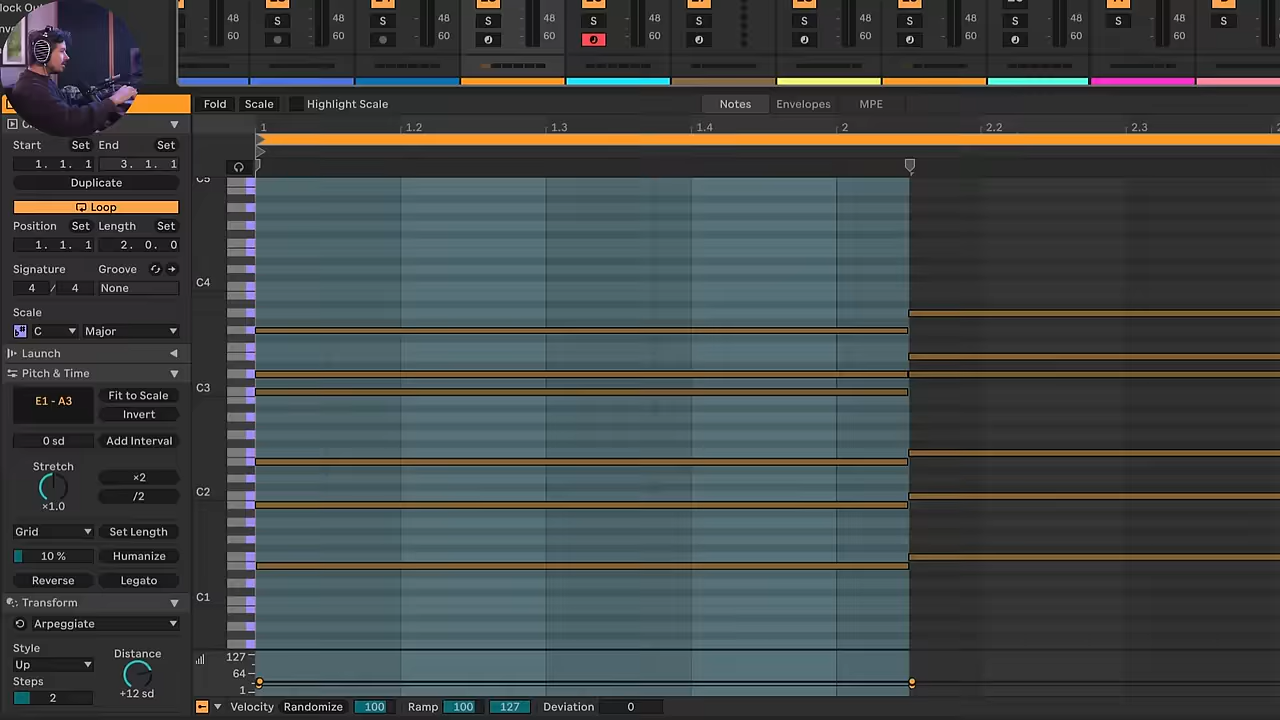 lock Out
S S S S S S S S S S
48 48 48 48 48 48 48 48 48
60 60 60 60 60 60 60 60 60
Fold Scale Highlight Scale Notes Envelopes MPE
1 1.2 1.3 1.4 2 2.2 2.3
Start Set End Set
1. 1. 1 3. 1. 1
Duplicate
C5
Loop
Position Set Length Set
1. 1. 1 2. 0. 0
Signature Groove
4 / 4 None
C4
Scale
C Major
Launch
Pitch & Time
C3
E1 - A3 Fit to Scale
Invert
0 sd Add Interval
Stretch
×2
C2
/2
×1.0
Grid Set Length
10 % Humanize
Reverse Legato
C1
Transform
Arpeggiate
Style Distance
Up
127
64
Steps
+12 sd
1
2
Velocity Randomize 100 Ramp 100 127 Deviation 0